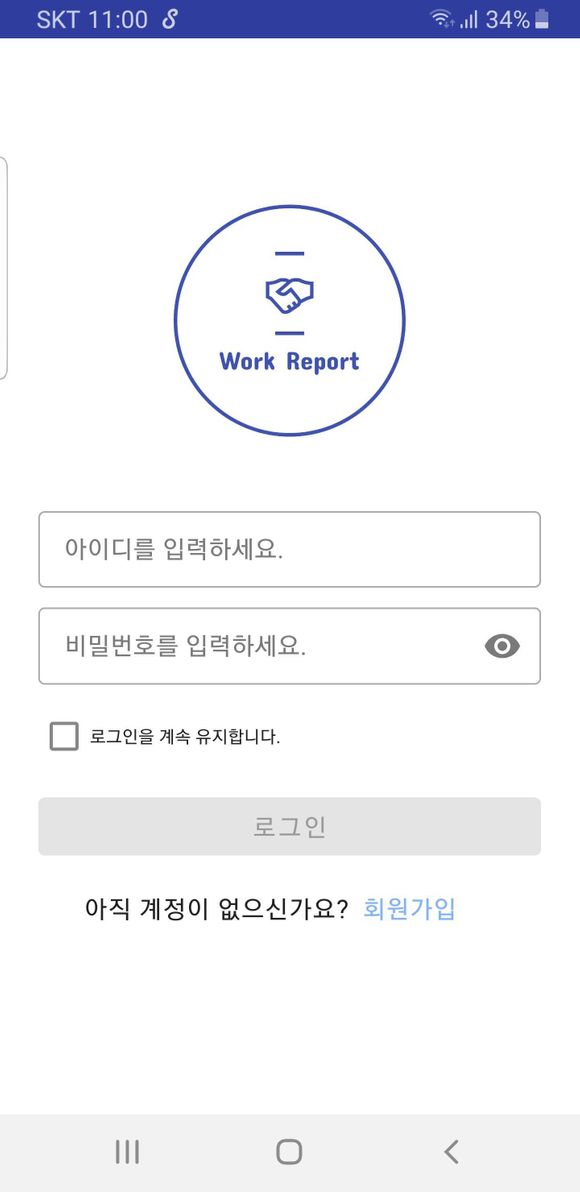 SKT 11:00
34%
Work Report
아이디를 입력하세요.
비밀번호를 입력하세요.
로그인을 계속 유지합니다.
로그인
아직 계정이 없으신가요? 회원가입